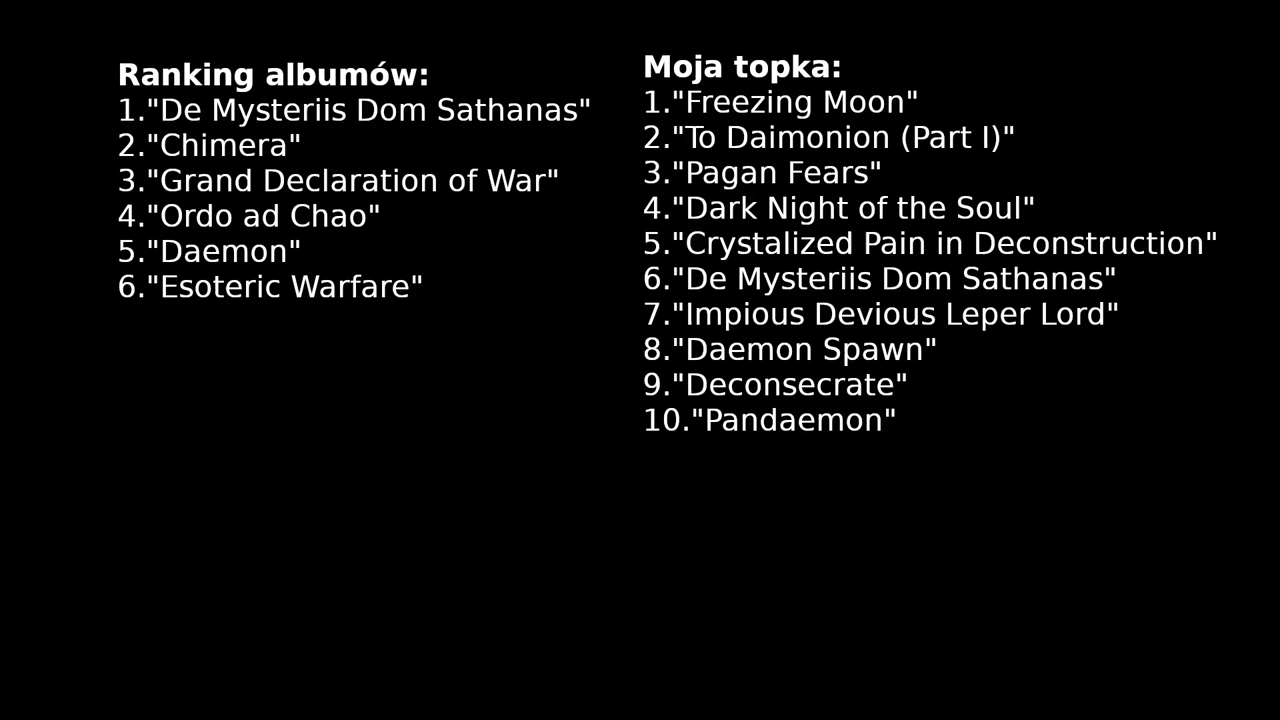 Ranking albumów:
1."De Mysteriis Dom Sathanas"
2."Chimera"
3."Grand Declaration of War"
4."Ordo ad Chao"
5."Daemon"
6."Esoteric Warfare"
Moja topka:
1."Freezing Moon"
2."To Daimonion (Part I)"
3."Pagan Fears"
4."Dark Night of the Soul"
5."Crystalized Pain in Deconstruction"
6."De Mysteriis Dom Sathanas"
7."Impious Devious Leper Lord"
8."Daemon Spawn"
9."Deconsecrate"
10."Pandaemon"